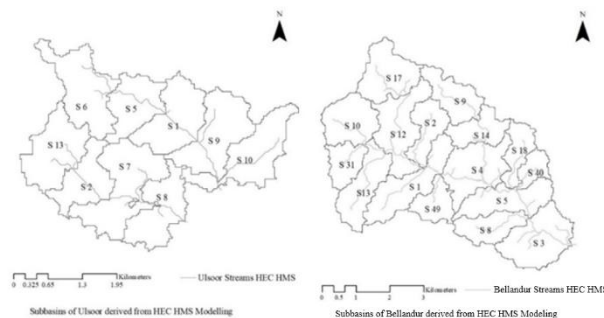 N
S 6
S 5
S 1
S 9
S 13
S 10
S 7
S 2
S 8
Kilometers
0 0.325 0.65 1.3 1.95
Ulsoor Streams HEC HMS
Subbasins of Ulsoor derived from HEC HMS Modelling
N
S 17
S 9
S 10
S 2
S 12
S 14
S 31
S 18
S 4
S 40
S13
S 1
S 5
S 49
S 8
S 3
Kilometers
0 0.5 1 2 3
Bellandur Streams HEC HMS
Subbasins of Bellandur derived from HEC HMS Modeling